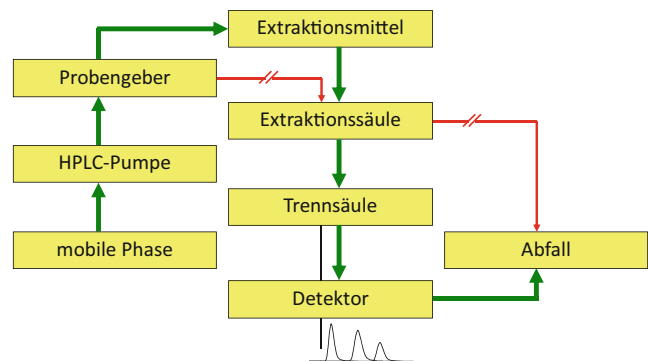 Extraktionsmittel
Probengeber
Extraktionssäule
HPLC-Pumpe
Trennsäule
mobile Phase
Abfall
Detektor